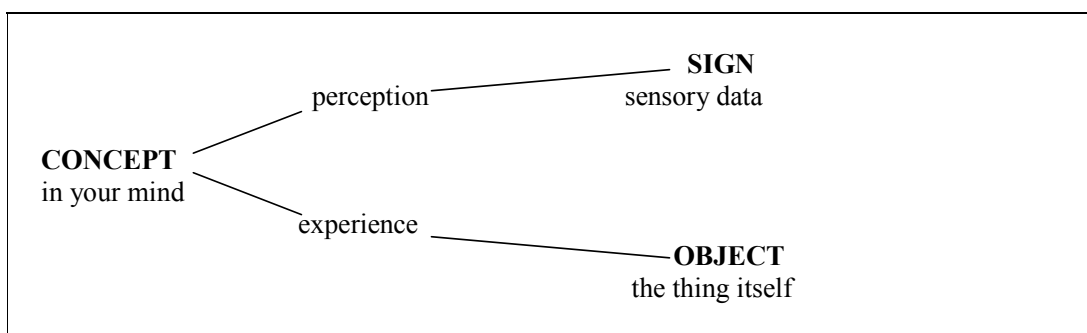 SIGN
perception
sensory data
CONCEPT
in your mind
experience
OBJECT
the thing itself